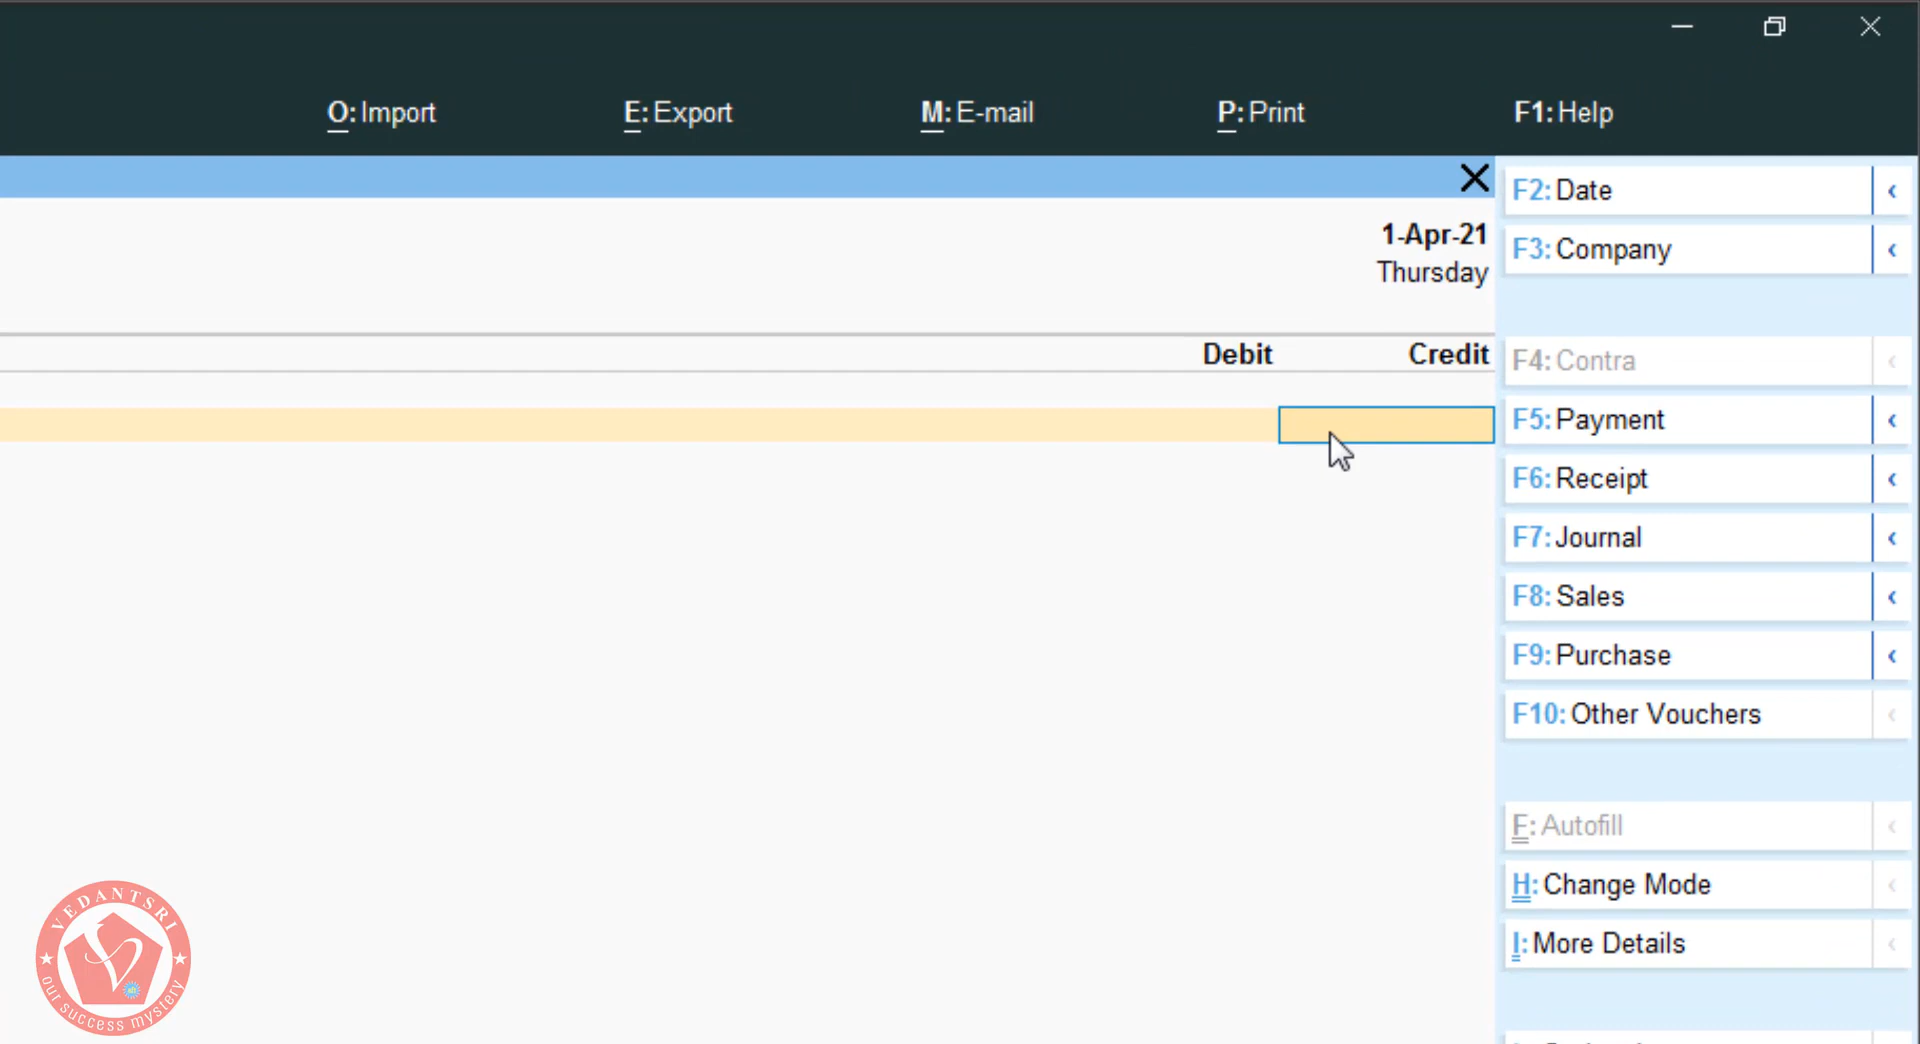 O: Import E: Export M: E-mail P: Print F1: Help
F2: Date
F3: Company
1-Apr-21
Thursday
Debit Credit
F4: Contra
F5: Payment
F6: Receipt
F7: Journal
F8: Sales
F9: Purchase
F10: Other Vouchers
F: Autofill
H: Change Mode
I: More Details
VEDANTSRI
our success mystery